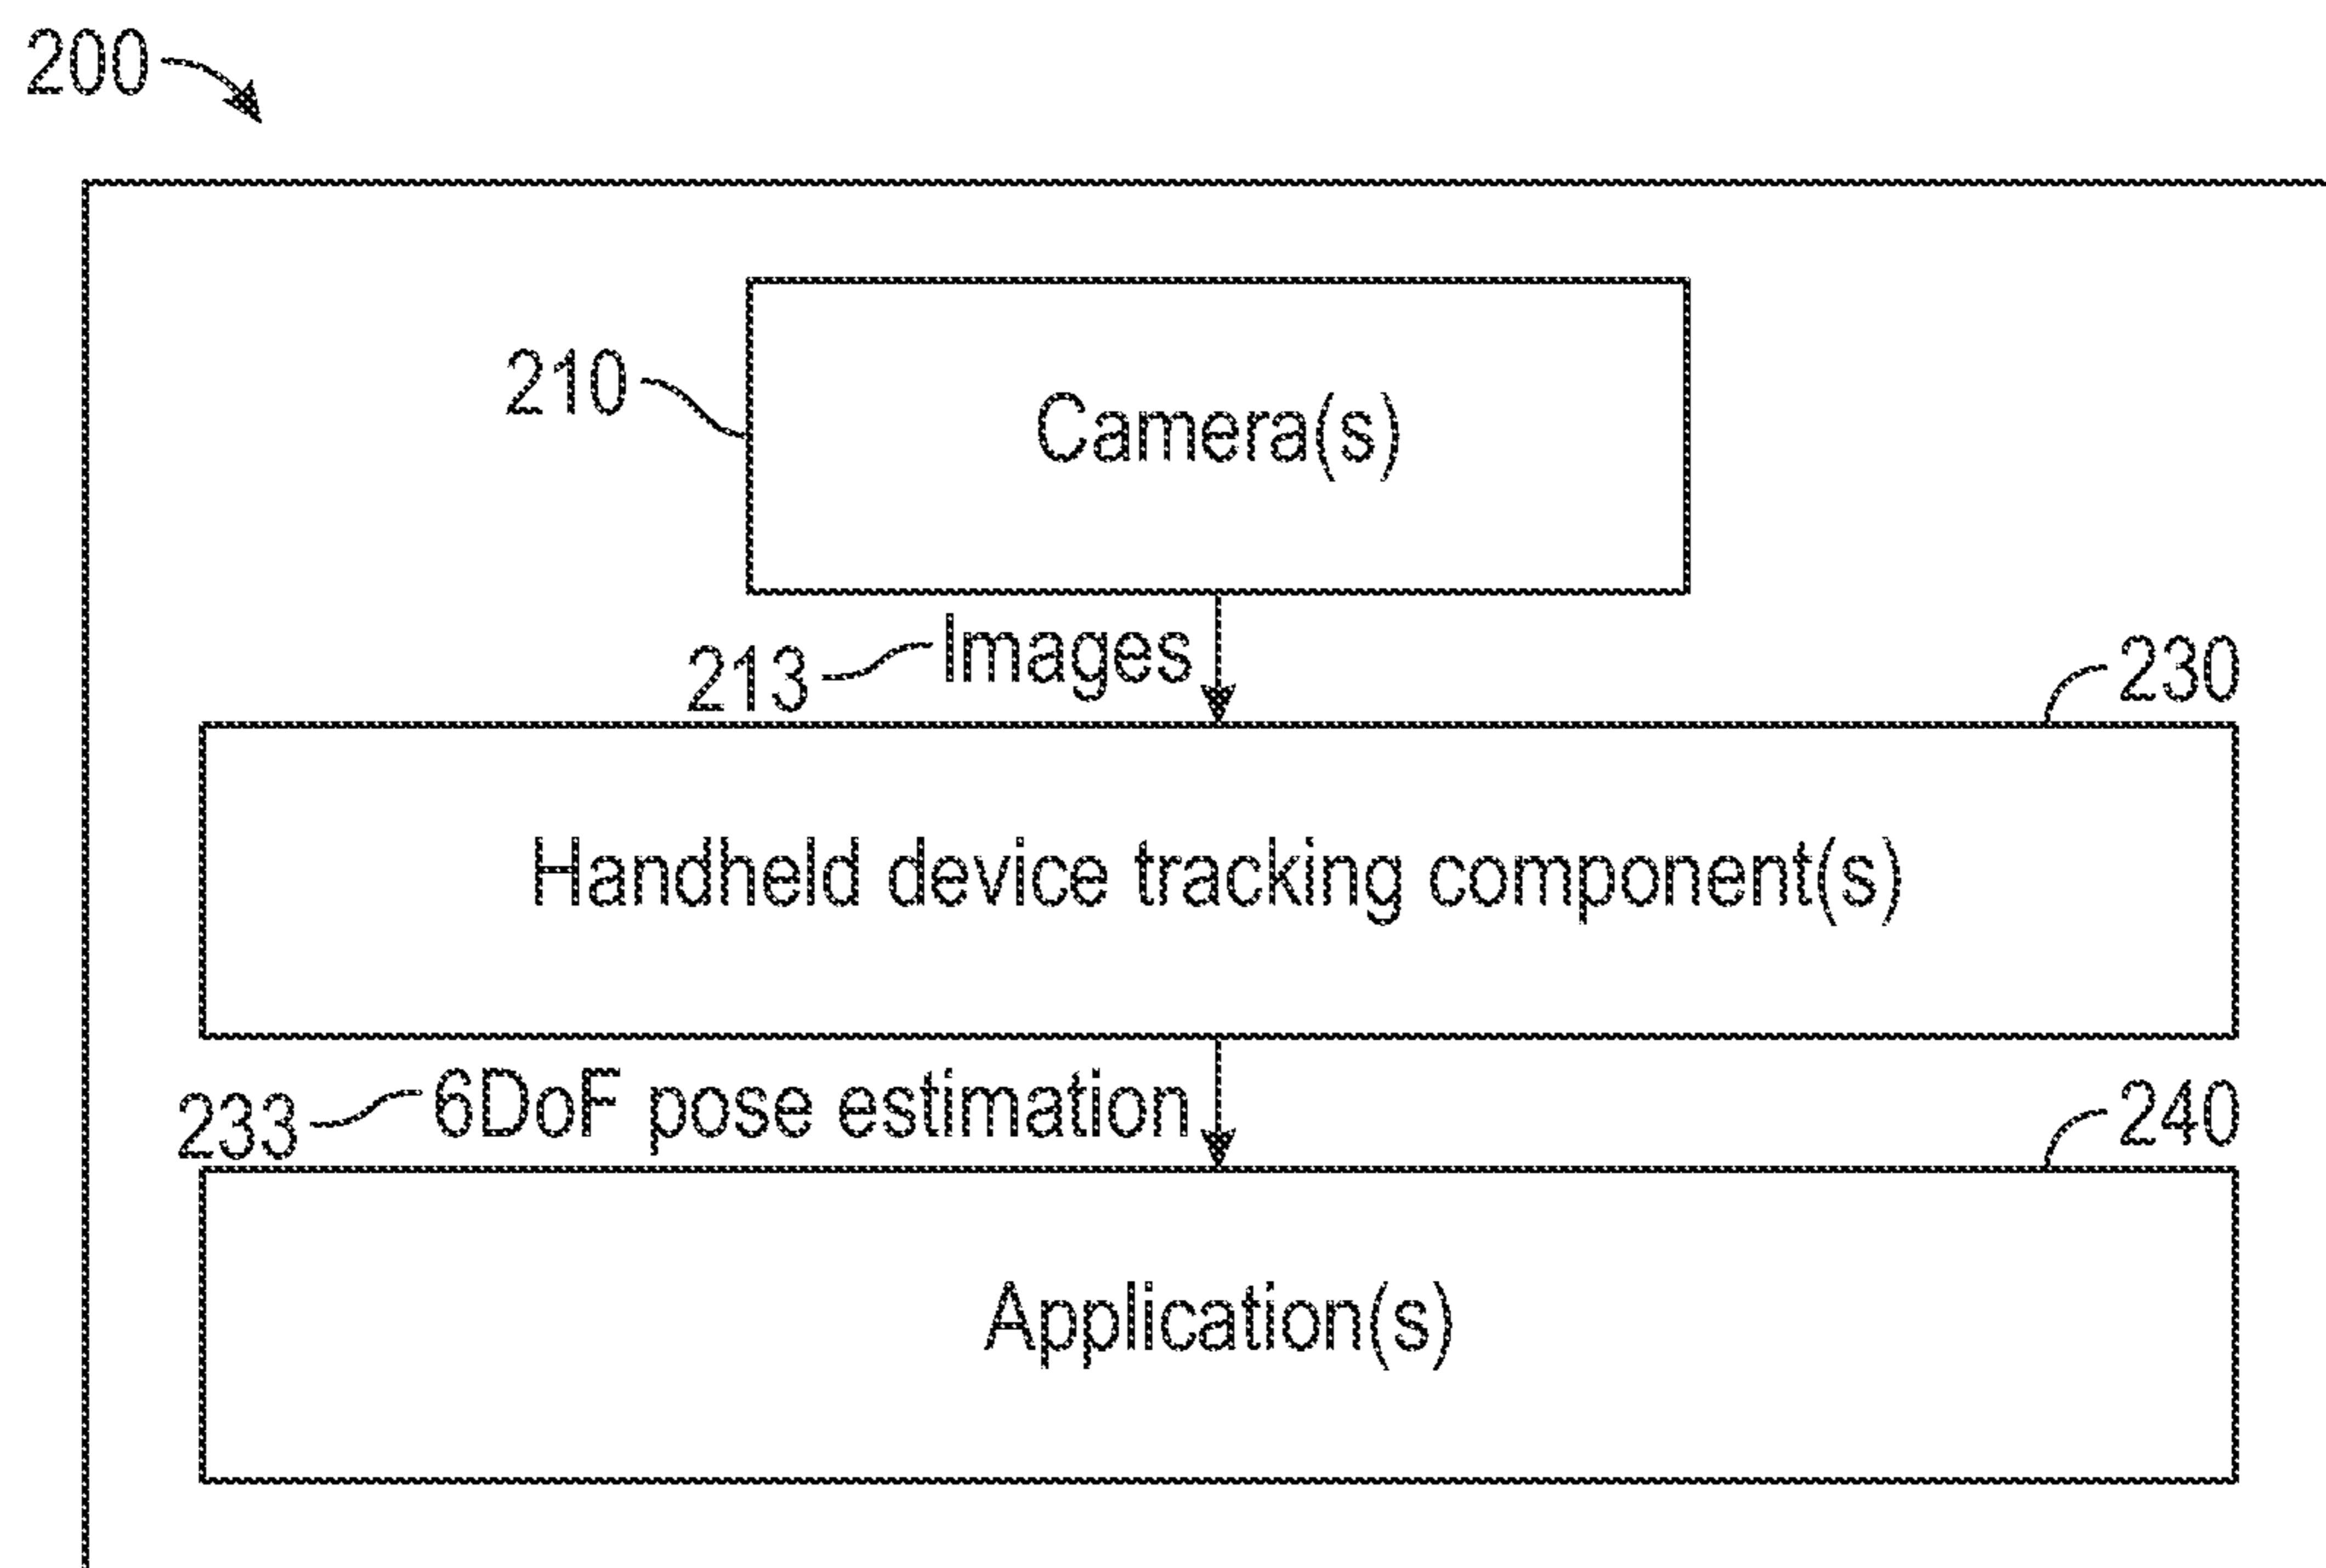 200
210
Camera(s)
213 Images
230
Handheld device tracking component(s)
233 6DoF pose estimation
240
Application(s)